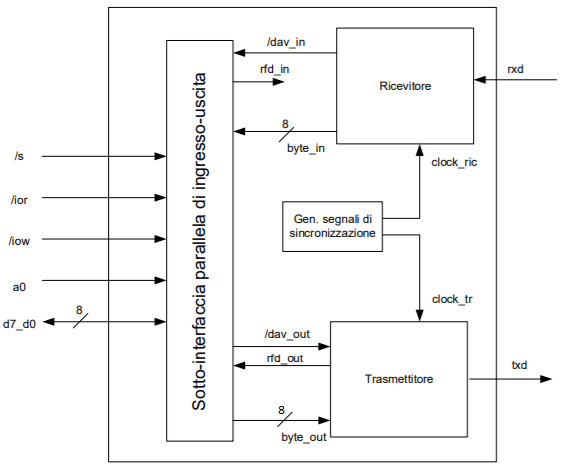 /dav_in
rfd_in
8
byte_in
Ricevitore
rxd
clock_ric
/s
/ior
/iow
a0
8
d7_d0
Sotto-interfaccia parallela di ingresso-uscita
Gen. segnali di
sincronizzazione
clock_tr
/dav_out
rfd_out
8
byte_out
Trasmettitore
txd